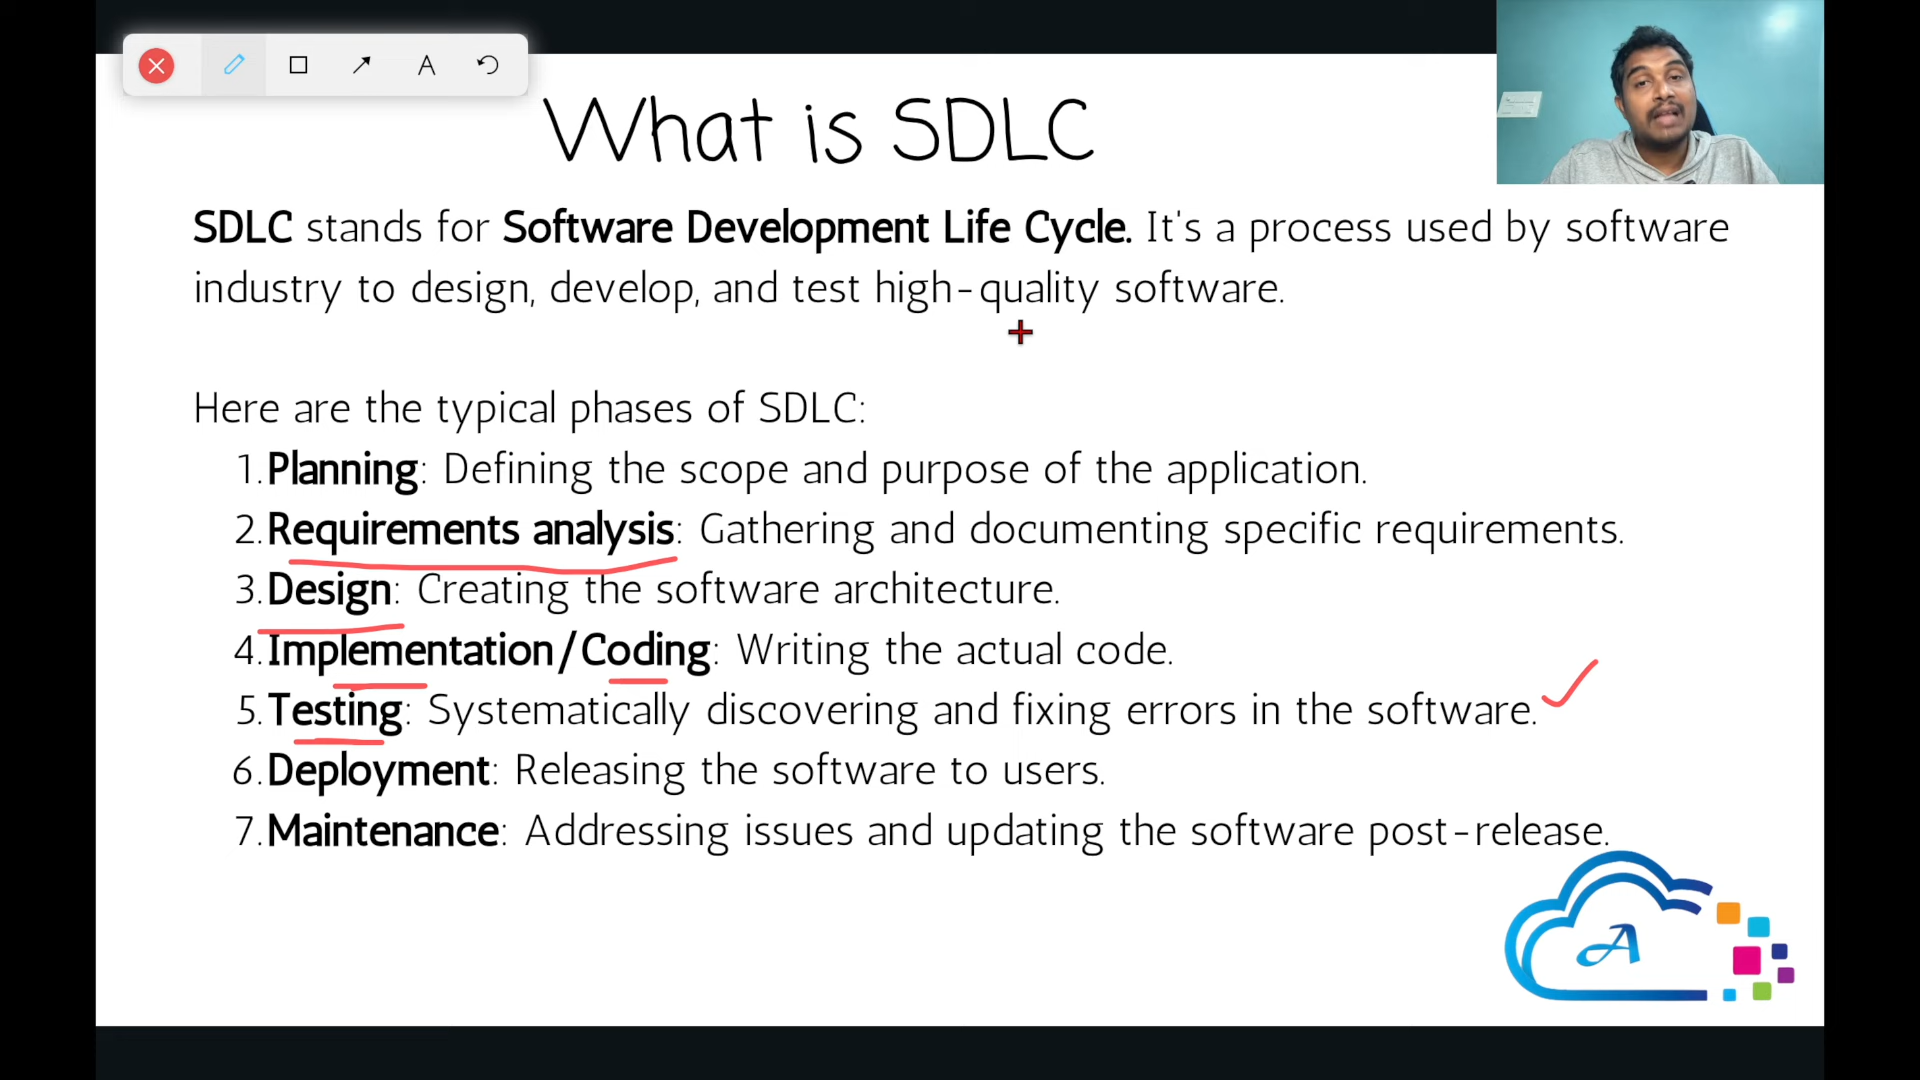 A
What is SDLC
SDLC stands for Software Development Life Cycle. It's a process used by software
industry to design, develop, and test high-quality software.
Here are the typical phases of SDLC:
1. Planning: Defining the scope and purpose of the application.
2. Requirements analysis: Gathering and documenting specific requirements.
3. Design: Creating the software architecture.
4. Implementation/Coding: Writing the actual code.
5. Testing: Systematically discovering and fixing errors in the software.
6. Deployment: Releasing the software to users.
7. Maintenance: Addressing issues and updating the software post-release.
A